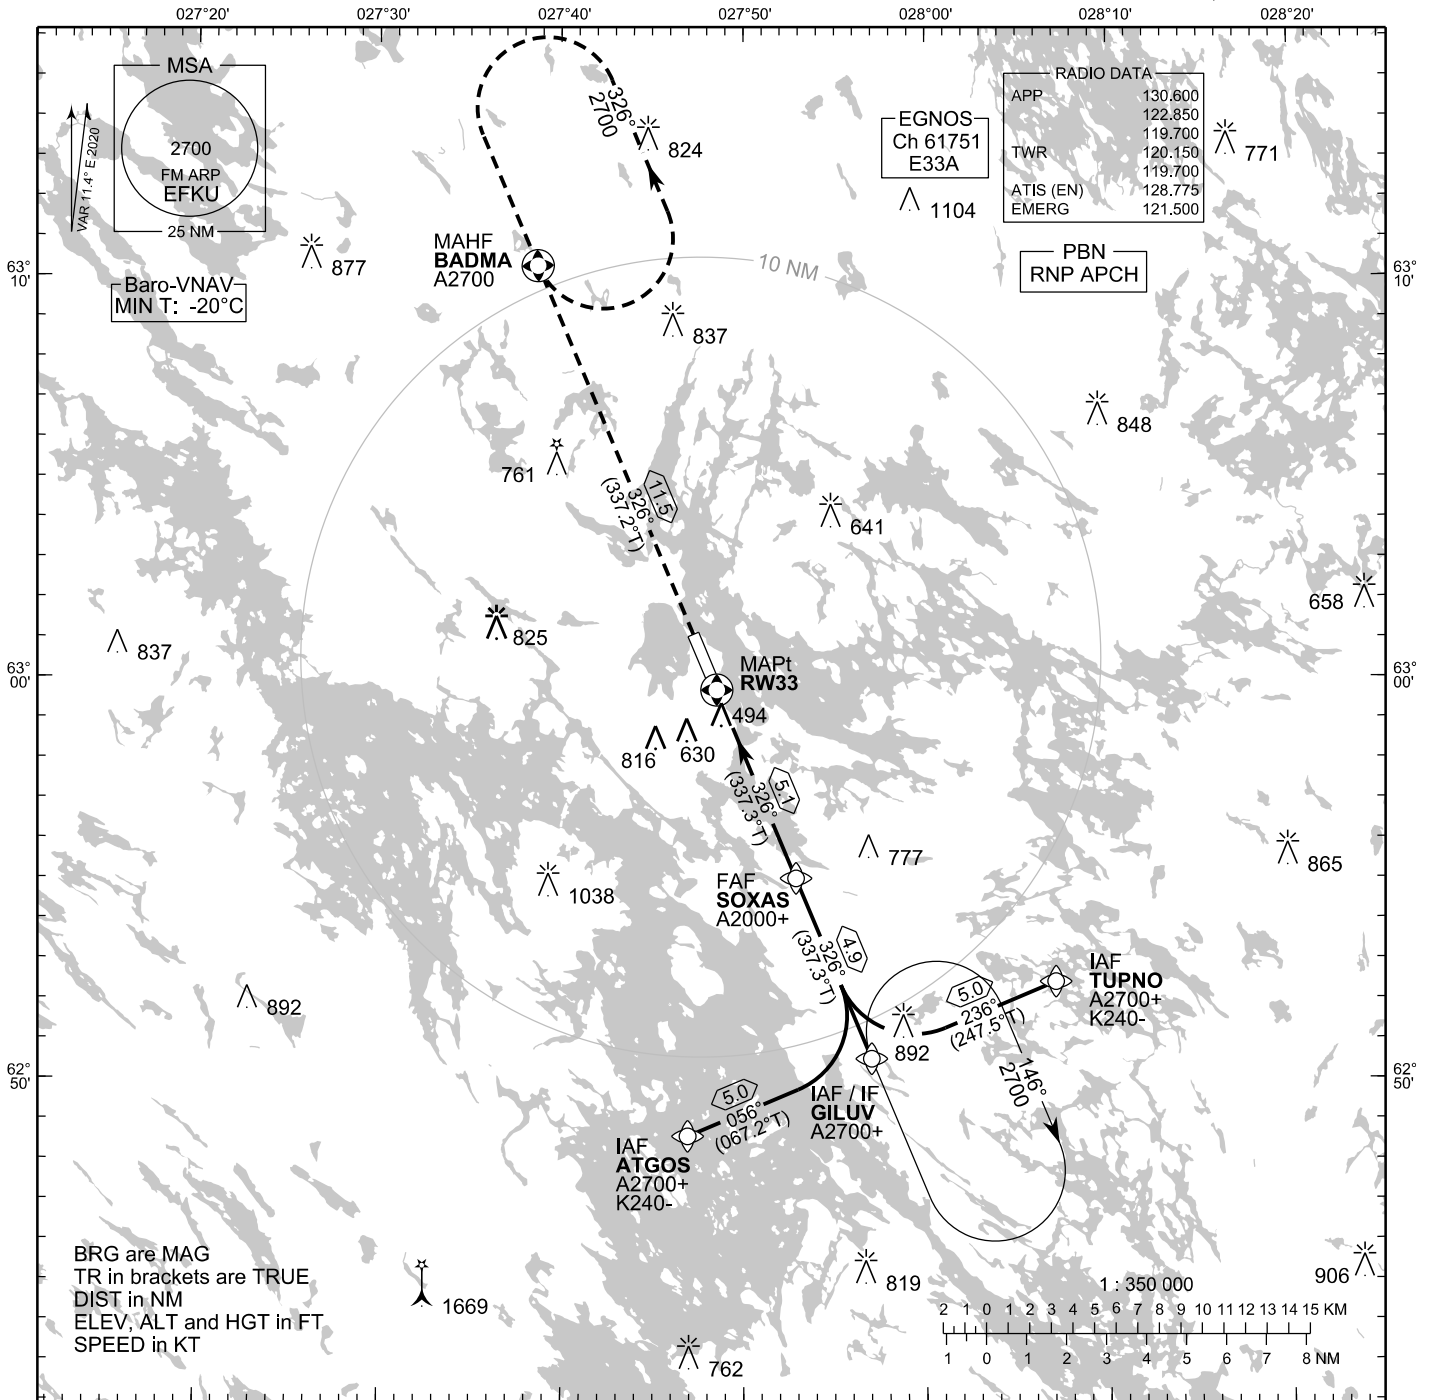 027°20'
027°30'
027°40'
027°50'
028°00'
028°10'
028°20'
MSA
2700
FM ARP
EFKU
25 NM
VAR 11.4° E 2020
Baro-VNAV
MIN T: -20°C
326°
2700
824
EGNOS
Ch 61751
E33A
1104
RADIO DATA
APP 130.600
122.850
119.700
TWR 120.150
119.700
ATIS (EN) 128.775
EMERG 121.500
771
PBN
RNP APCH
877
MAHF
BADMA
A2700
63°
10'
63°
10'
10 NM
837
848
761
11.5
326°
(337.2°T)
641
658
825
837
63°
00'
63°
00'
MAPt
RW33
494
816
630
5.1
326°
(337.3°T)
777
865
1038
FAF
SOXAS
A2000+
4.9
326°
(337.3°T)
IAF
TUPNO
A2700+
K240-
5.0
236°
(247.5°T)
892
892
146°
2700
62°
50'
62°
50'
IAF / IF
GILUV
A2700+
5.0
056°
(067.2°T)
IAF
ATGOS
A2700+
K240-
BRG are MAG
TR in brackets are TRUE
DIST in NM
ELEV, ALT and HGT in FT
SPEED in KT
1669
819
906
762
1 : 350 000
2 1 0 1 2 3 4 5 6 7 8 9 10 11 12 13 14 15 KM
1 0 1 2 3 4 5 6 7 8 NM